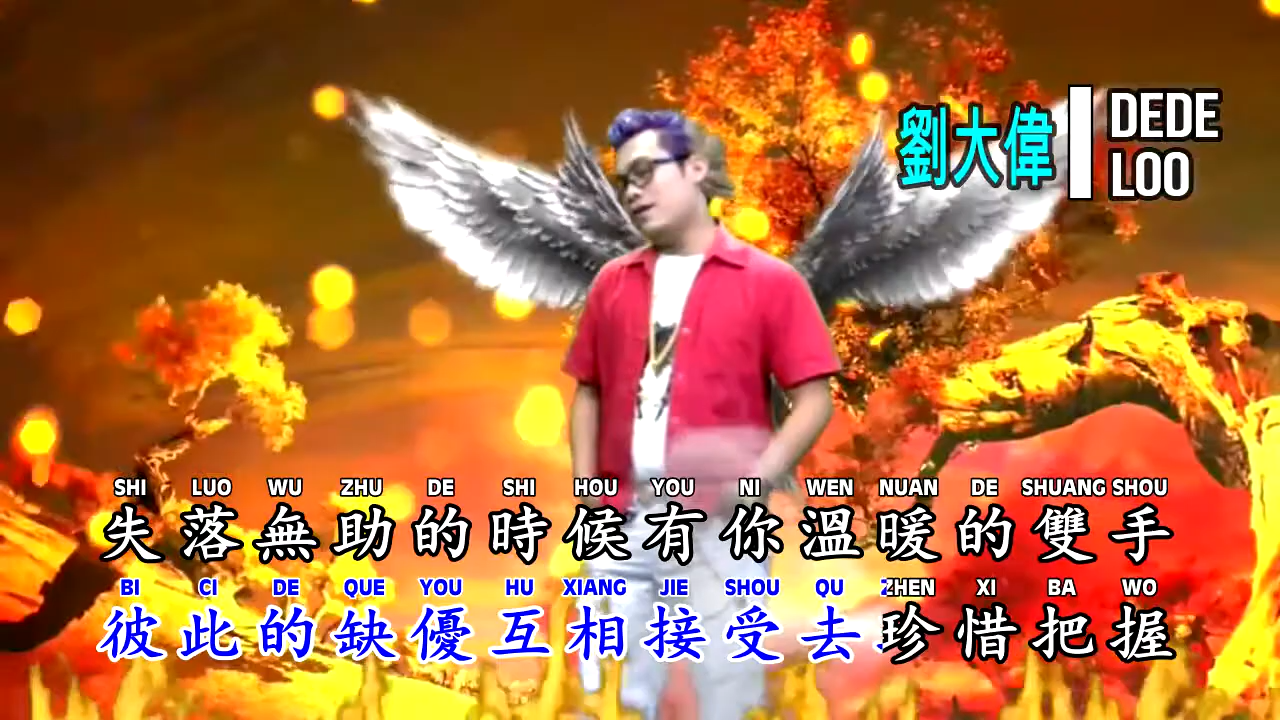 劉大偉
DEDE
LOO
SHI LUO WU ZHU DE SHI HOU YOU NI WEN NUAN DE SHUANG SHOU
失落無助的時候有你溫暖的雙手
BI CI DE QUE YOU HU XIANG JIE SHOU QU ZHEN XI BA WO
彼此的缺優互相接受去珍惜把握